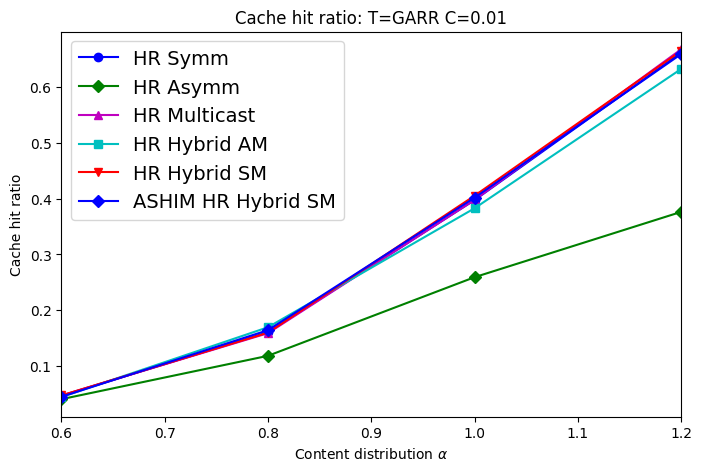 Cache hit ratio: T=GARR C=0.01
HR Symm
HR Asymm
HR Multicast
HR Hybrid AM
HR Hybrid SM
ASHIM HR Hybrid SM
Cache hit ratio
0.6
0.5
0.4
0.3
0.2
0.1
0.6 0.7 0.8 0.9 1.0 1.1 1.2
Content distribution α